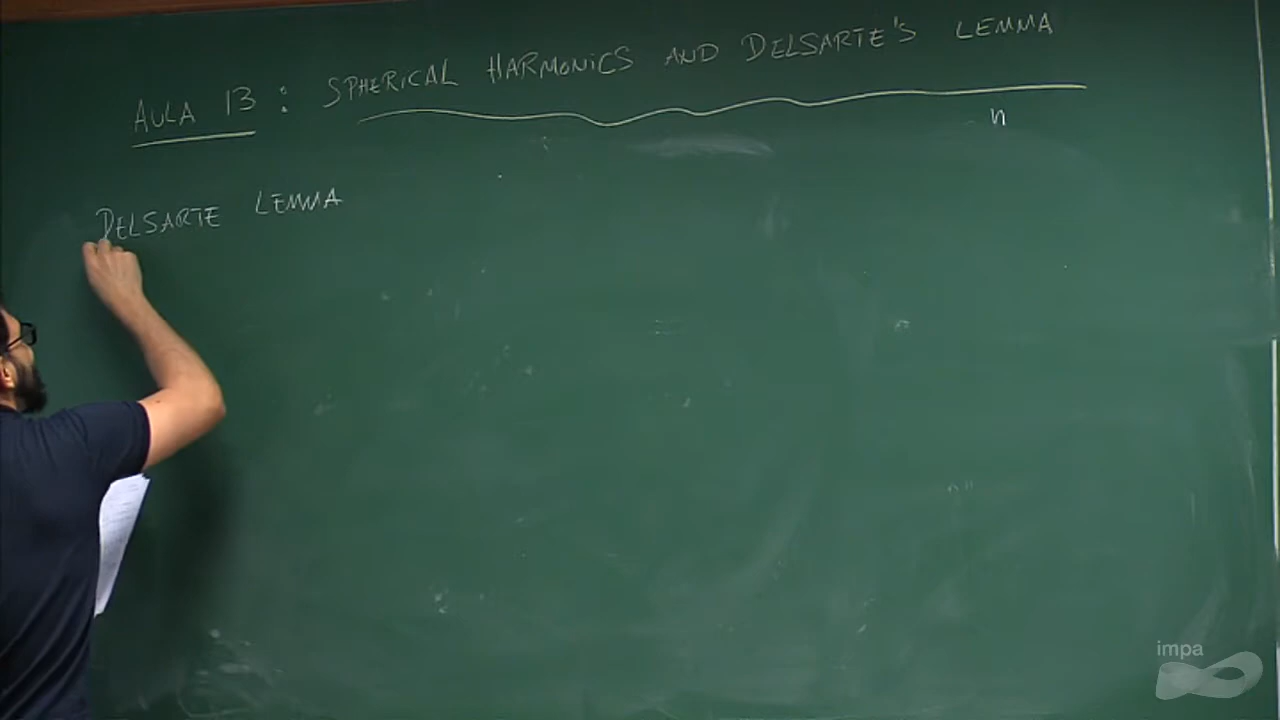 AULA 13 : SPHERICAL HARMONICS AND DELSARTE'S LEMMA
n
DELSARTE LEMMA
impa